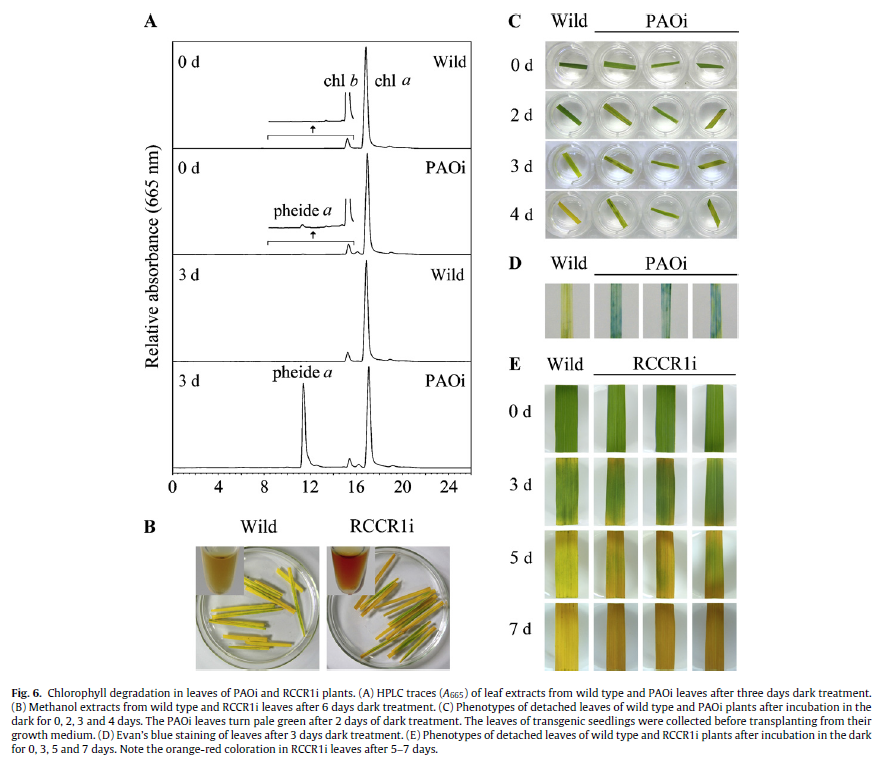 A
Relative absorbance (665 nm)
0 d
Wild
chl b
chl a
0 d
PAOi
pheide a
3 d
Wild
3 d
pheide a
PAOi
0 4 8 12 16 20 24
B
Wild
RCCR1i
C
Wild
PAOi
0 d
2 d
3 d
4 d
D
Wild
PAOi
E
Wild
RCCR1i
0 d
3 d
5 d
7 d
Fig. 6. Chlorophyll degradation in leaves of PAOi and RCCR1i plants. (A) HPLC traces (A665) of leaf extracts from wild type and PAOi leaves after three days dark treatment.
(B) Methanol extracts from wild type and RCCR1i leaves after 6 days dark treatment. (C) Phenotypes of detached leaves of wild type and PAOi plants after incubation in the
dark for 0, 2, 3 and 4 days. The PAOi leaves turn pale green after 2 days of dark treatment. The leaves of transgenic seedlings were collected before transplanting from their
growth medium. (D) Evan's blue staining of leaves after 3 days dark treatment. (E) Phenotypes of detached leaves of wild type and RCCR1i plants after incubation in the dark
for 0, 3, 5 and 7 days. Note the orange-red coloration in RCCR1i leaves after 5–7 days.